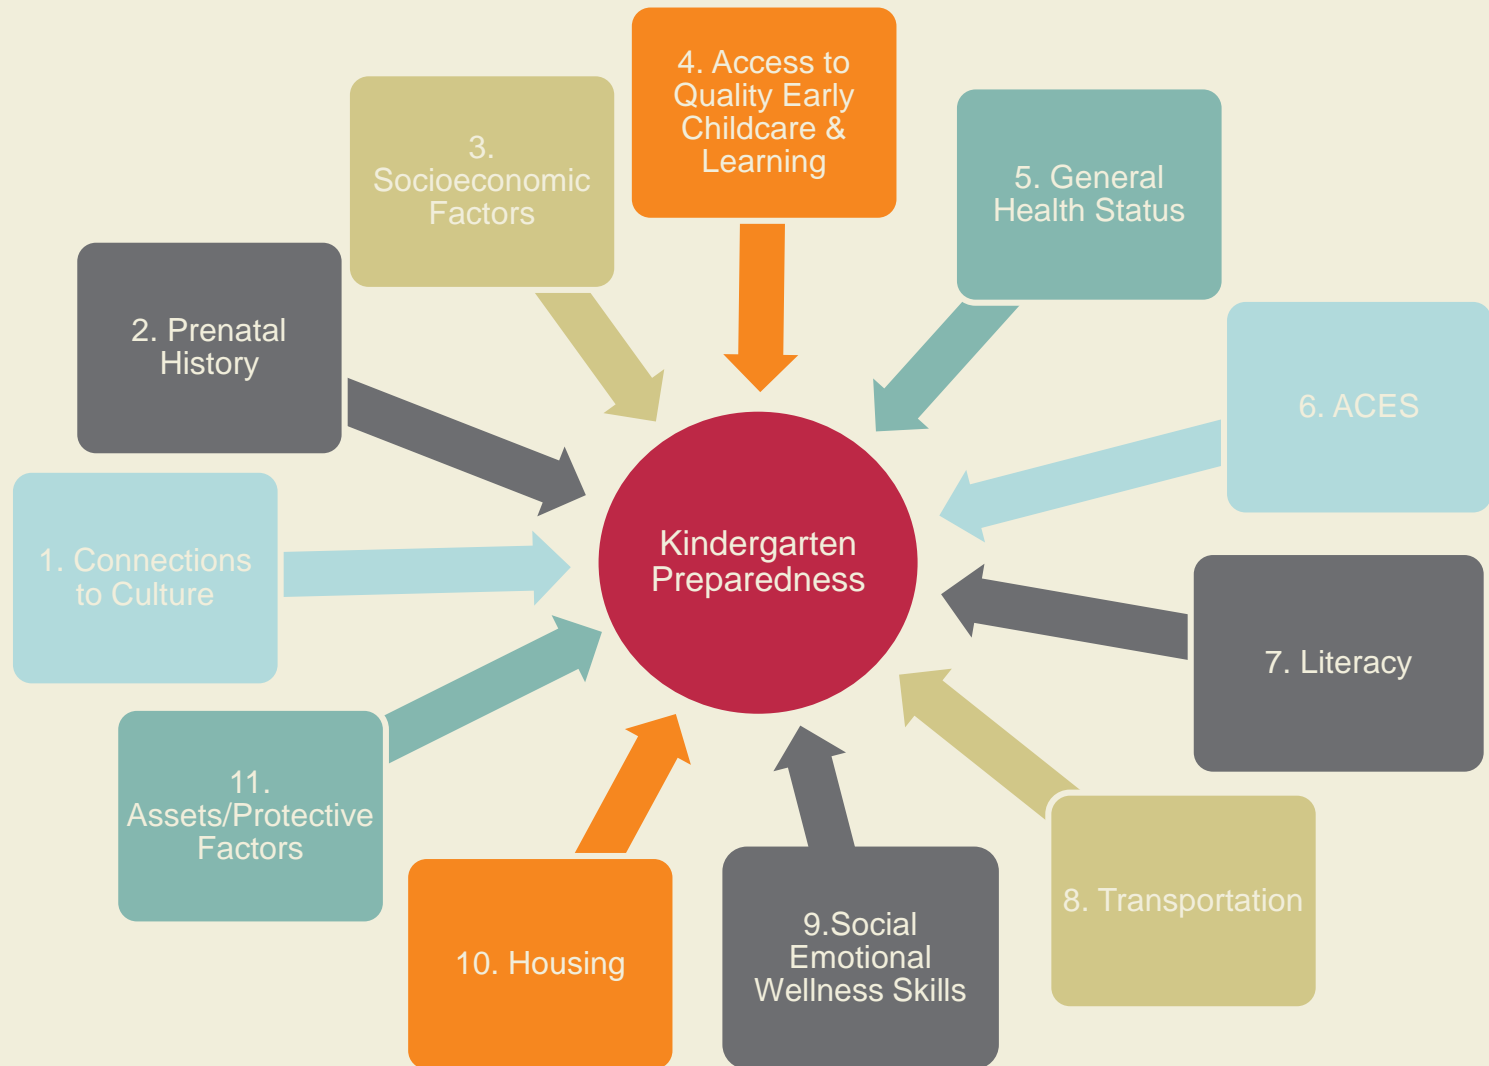 1. Connections
to Culture
2. Prenatal
History
3.
Socioeconomic
Factors
4. Access to
Quality Early
Childcare &
Learning
5. General
Health Status
6. ACES
7. Literacy
8. Transportation
9.Social
Emotional
Wellness Skills
10. Housing
11.
Assets/Protective
Factors
Kindergarten
Preparedness